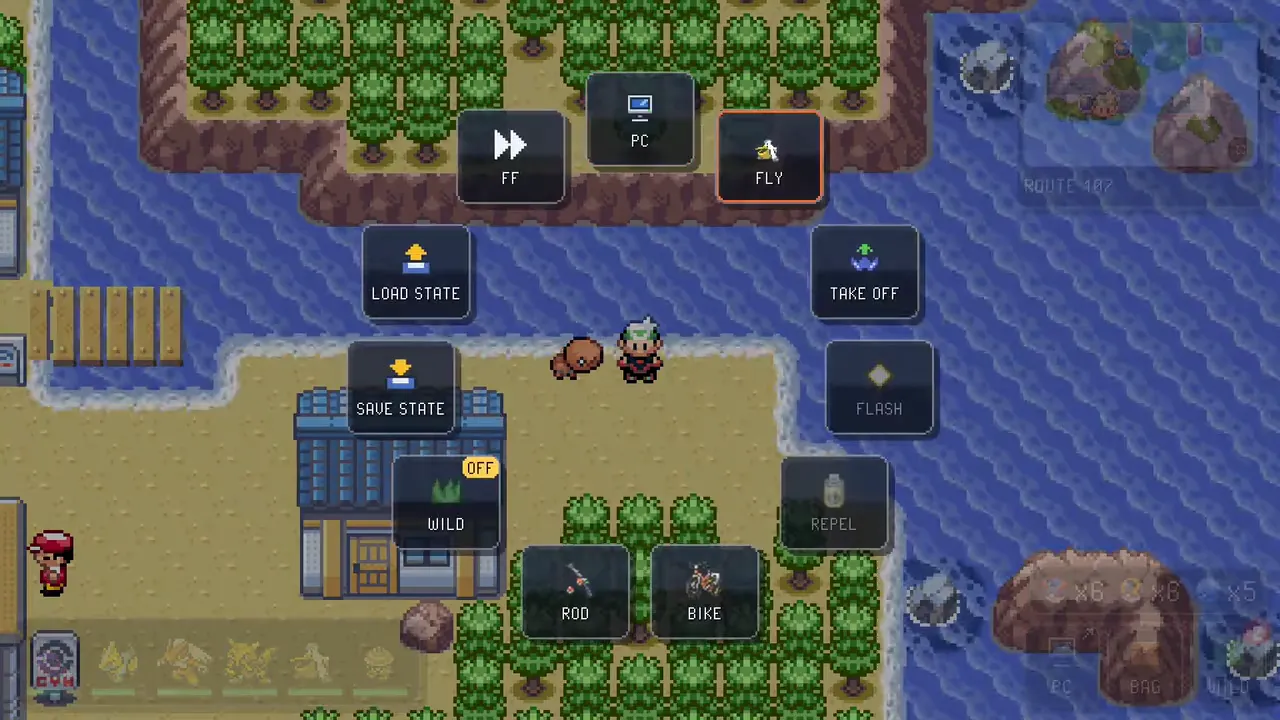 PC
FF
FLY
ROUTE 107
LOAD STATE
TAKE OFF
SAVE STATE
FLASH
OFF
WILD
REPEL
ROD
BIKE
x6
x6
x5
PC
BAG
WILD